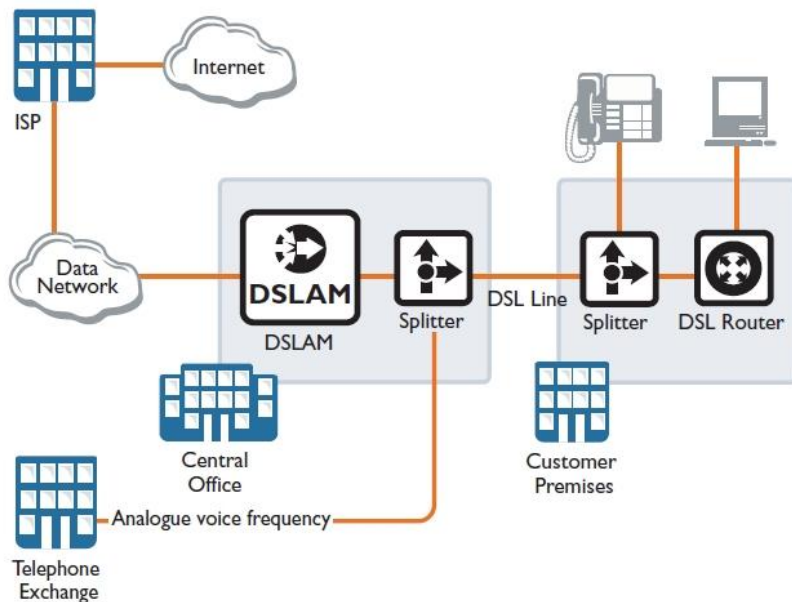 Internet
ISP
Data
Network
DSLAM
DSLAM
Splitter
DSL Line
Splitter
DSL Router
Central
Office
Customer
Premises
Analogue voice frequency
Telephone
Exchange